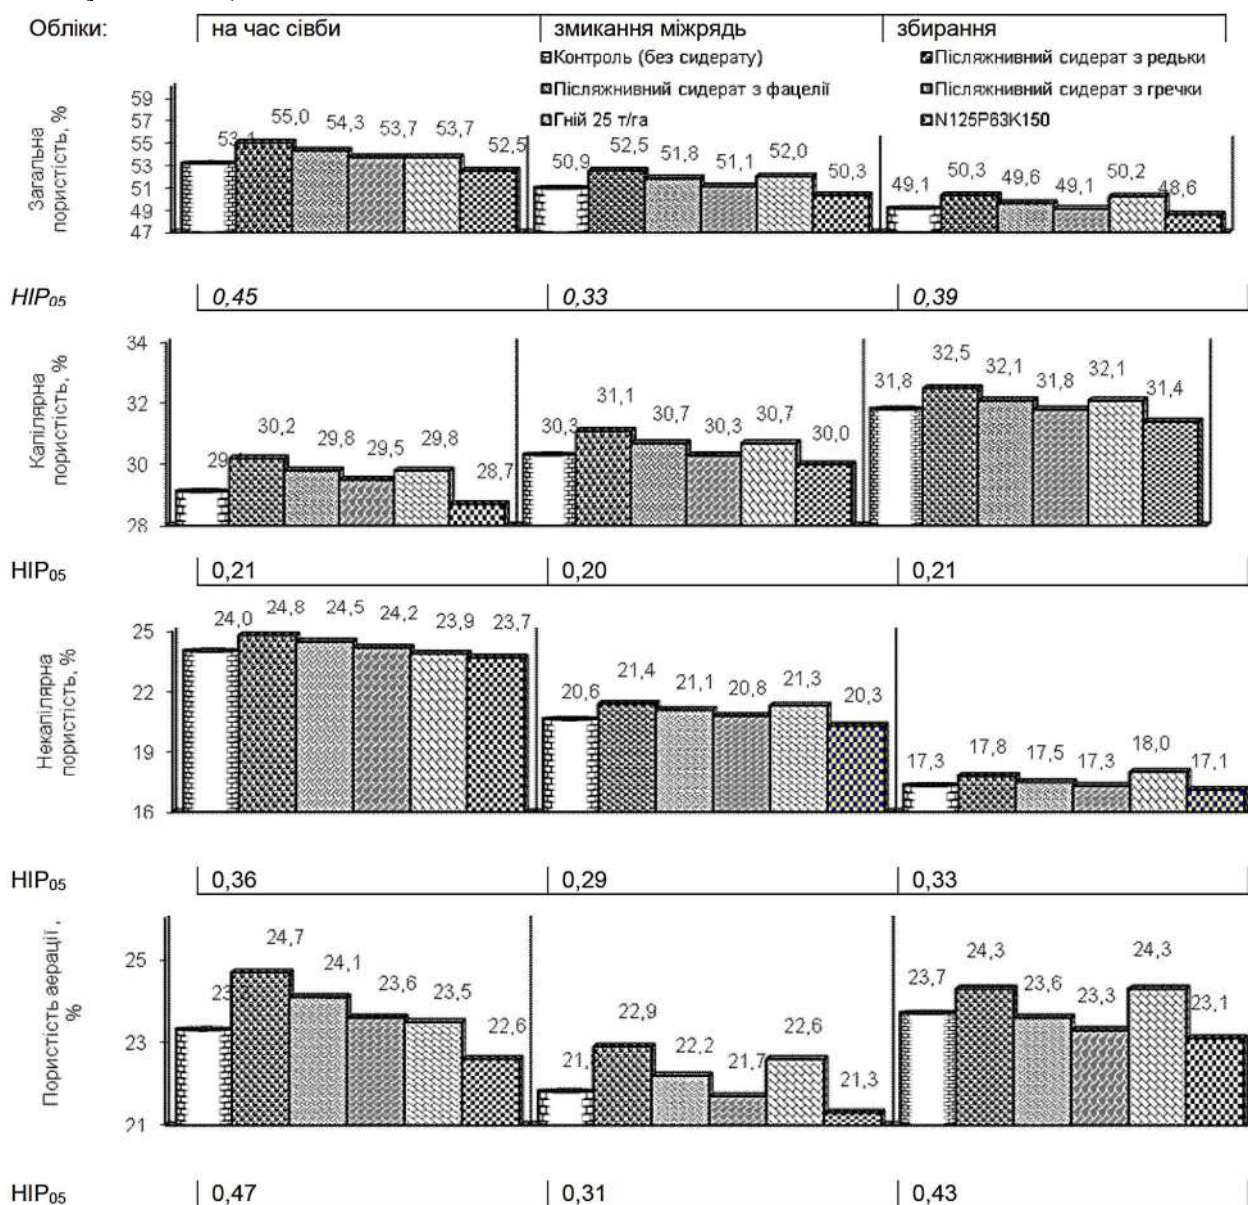 Обліки: на час сівби змикання міжрядь збирання
Контроль (без сидерату) Післяжнивний сидерат з редьки
Післяжнивний сидерат з фацелії Післяжнивний сидерат з гречки
Гній 25 т/га N125P63K150
Загальна пористість, %
59
57
55
53
51
49
47
53,1 55,0 54,3 53,7 53,7 52,5 50,9 52,5 51,8 51,1 52,0 50,3 49,1 50,3 49,6 49,1 50,2 48,6
НІР05 0,45 0,33 0,39
Капілярна пористість, %
34
32
30
28
30,2 29,8 29,5 29,8 28,7 30,3 31,1 30,7 30,3 30,7 30,0 31,8 32,5 32,1 31,8 32,1 31,4
НІР05 0,21 0,20 0,21
Некапілярна пористість, %
25
22
19
16
24,0 24,8 24,5 24,2 23,9 23,7 20,6 21,4 21,1 20,8 21,3 20,3 17,3 17,8 17,5 17,3 18,0 17,1
НІР05 0,36 0,29 0,33
Пористість аерації , %
25
23
21
24,7 24,1 23,6 23,5 22,6 22,9 22,2 21,7 22,6 21,3 23,7 24,3 23,6 23,3 24,3 23,1
НІР05 0,47 0,31 0,43